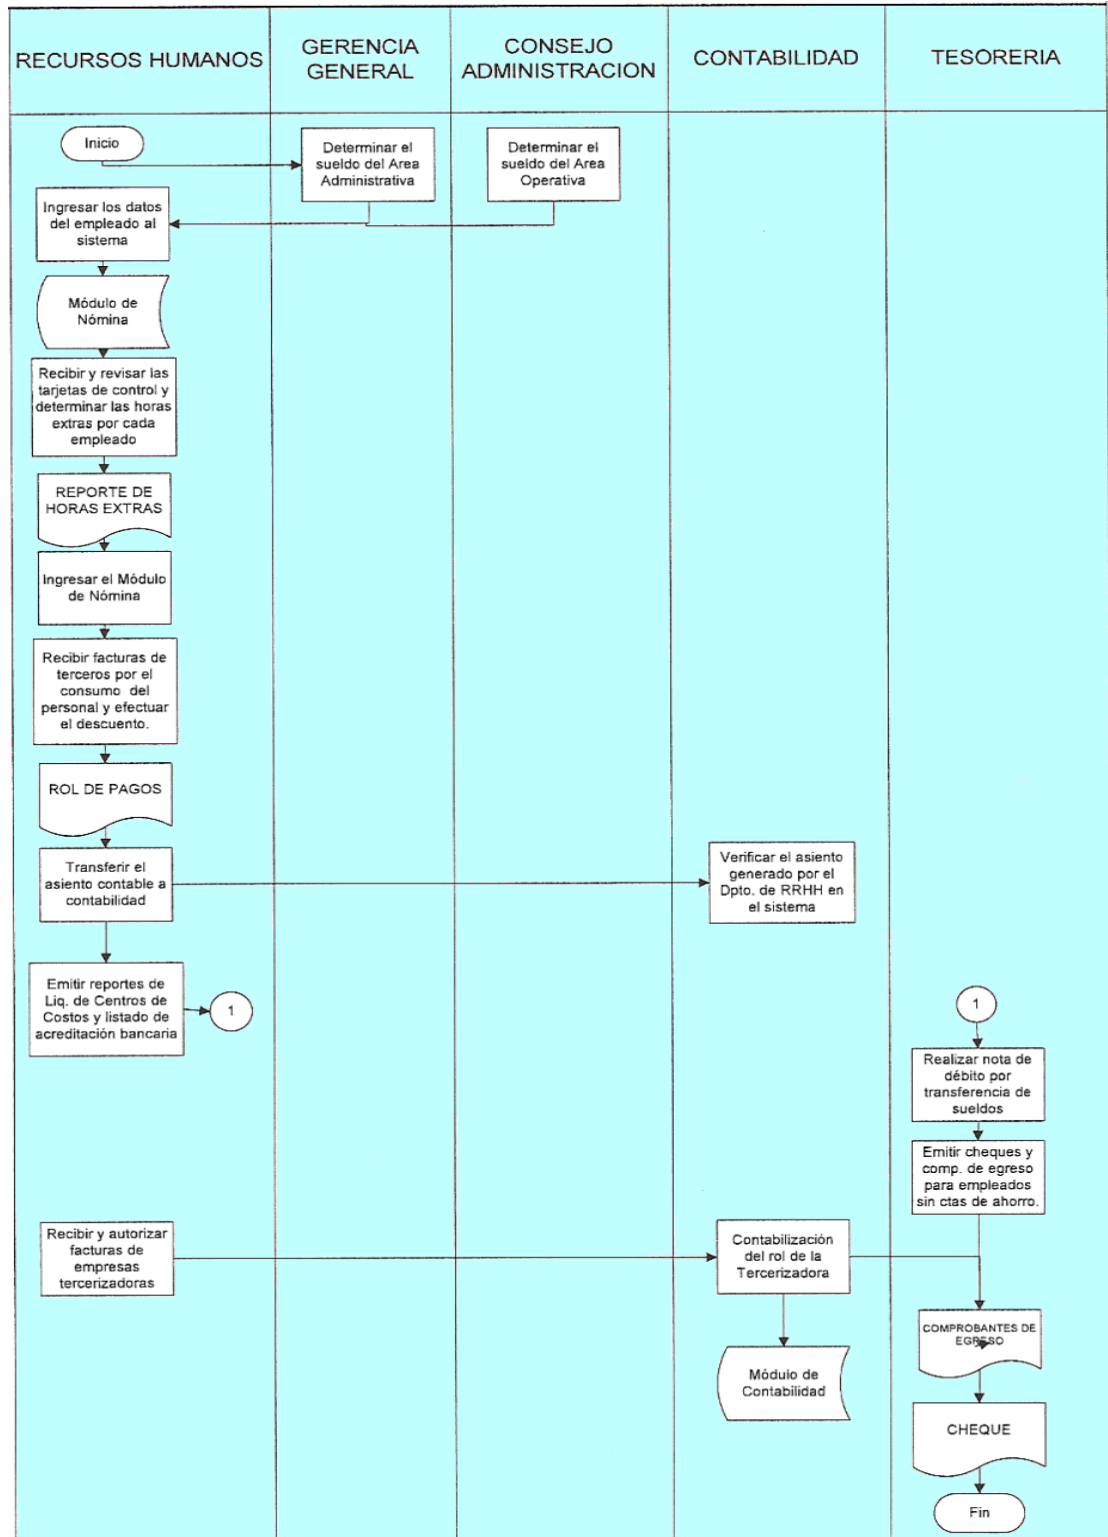 RECURSOS HUMANOS
GERENCIA
GENERAL
CONSEJO
ADMINISTRACION
CONTABILIDAD
TESORERIA
Inicio
Determinar el
sueldo del Area
Administrativa
Determinar el
sueldo del Area
Operativa
Ingresar los datos
del empleado al
sistema
Módulo de
Nómina
Recibir y revisar las
tarjetas de control y
determinar las horas
extras por cada
empleado
REPORTE DE
HORAS EXTRAS
Ingresar el Módulo
de Nómina
Recibir facturas de
terceros por el
consumo del
personal y efectuar
el descuento.
ROL DE PAGOS
Transferir el
asiento contable a
contabilidad
Verificar el asiento
generado por el
Dpto. de RRHH en
el sistema
Emitir reportes de
Liq. de Centros de
Costos y listado de
acreditación bancaria
1
1
Realizar nota de
débito por
transferencia de
sueldos
Emitir cheques y
comp. de egreso
para empleados
sin ctas de ahorro.
Recibir y autorizar
facturas de
empresas
tercerizadoras
Contabilización
del rol de la
Tercerizadora
COMPROBANTES DE
EGRESO
Módulo de
Contabilidad
CHEQUE
Fin